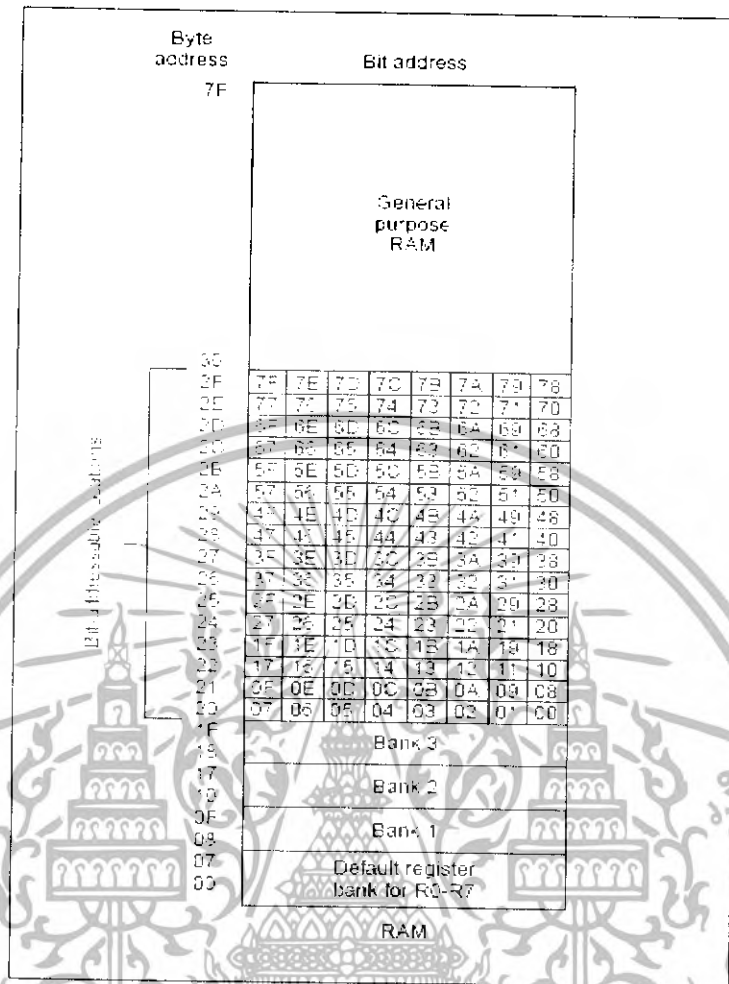 Byte
address
Bit address
7F
General
purpose
RAM
2F 7F 7E 7D 7C 7B 7A 79 78
2E 77 76 75 74 73 72 71 70
2D 6F 6E 6D 6C 6B 6A 69 68
2C 67 66 65 64 63 62 61 60
2B 5F 5E 5D 5C 5B 5A 59 58
2A 57 56 55 54 53 52 51 50
29 4F 4E 4D 4C 4B 4A 49 48
28 47 46 45 44 43 42 41 40
27 3F 3E 3D 3C 3B 3A 39 38
26 37 36 35 34 33 32 31 30
25 2F 2E 2D 2C 2B 2A 29 28
24 27 26 25 24 23 22 21 20
23 1F 1E 1D 1C 1B 1A 19 18
22 17 16 15 14 13 12 11 10
21 0F 0E 0D 0C 0B 0A 09 08
20 07 06 05 04 03 02 01 00
Bit-addressable locations
1F
18
Bank 3
17
10
Bank 2
0F
08
Bank 1
07
00
Default register
bank for R0-R7
RAM